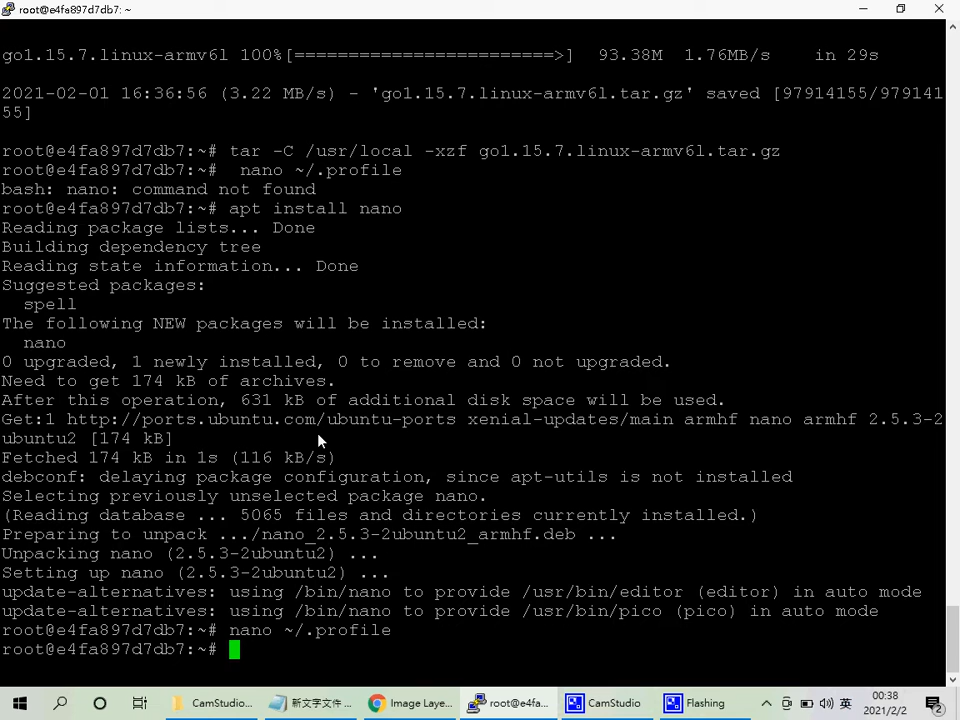 root@e4fa897d7db7: ~
go1.15.7.linux-armv6l 100%[========================>]  93.38M  1.76MB/s    in 29s
2021-02-01 16:36:56 (3.22 MB/s) - 'go1.15.7.linux-armv6l.tar.gz' saved [97914155/979141
55]
root@e4fa897d7db7:~# tar -C /usr/local -xzf go1.15.7.linux-armv6l.tar.gz
root@e4fa897d7db7:~#  nano ~/.profile
bash: nano: command not found
root@e4fa897d7db7:~# apt install nano
Reading package lists... Done
Building dependency tree
Reading state information... Done
Suggested packages:
  spell
The following NEW packages will be installed:
  nano
0 upgraded, 1 newly installed, 0 to remove and 0 not upgraded.
Need to get 174 kB of archives.
After this operation, 631 kB of additional disk space will be used.
Get:1 http://ports.ubuntu.com/ubuntu-ports xenial-updates/main armhf nano armhf 2.5.3-2
ubuntu2 [174 kB]
Fetched 174 kB in 1s (116 kB/s)
debconf: delaying package configuration, since apt-utils is not installed
Selecting previously unselected package nano.
(Reading database ... 5065 files and directories currently installed.)
Preparing to unpack .../nano_2.5.3-2ubuntu2_armhf.deb ...
Unpacking nano (2.5.3-2ubuntu2) ...
Setting up nano (2.5.3-2ubuntu2) ...
update-alternatives: using /bin/nano to provide /usr/bin/editor (editor) in auto mode
update-alternatives: using /bin/nano to provide /usr/bin/pico (pico) in auto mode
root@e4fa897d7db7:~# nano ~/.profile
root@e4fa897d7db7:~#
CamStudio... 新文字文件 ... Image Laye... root@e4fa... CamStudio Flashing 英 00:38
2021/2/2 2